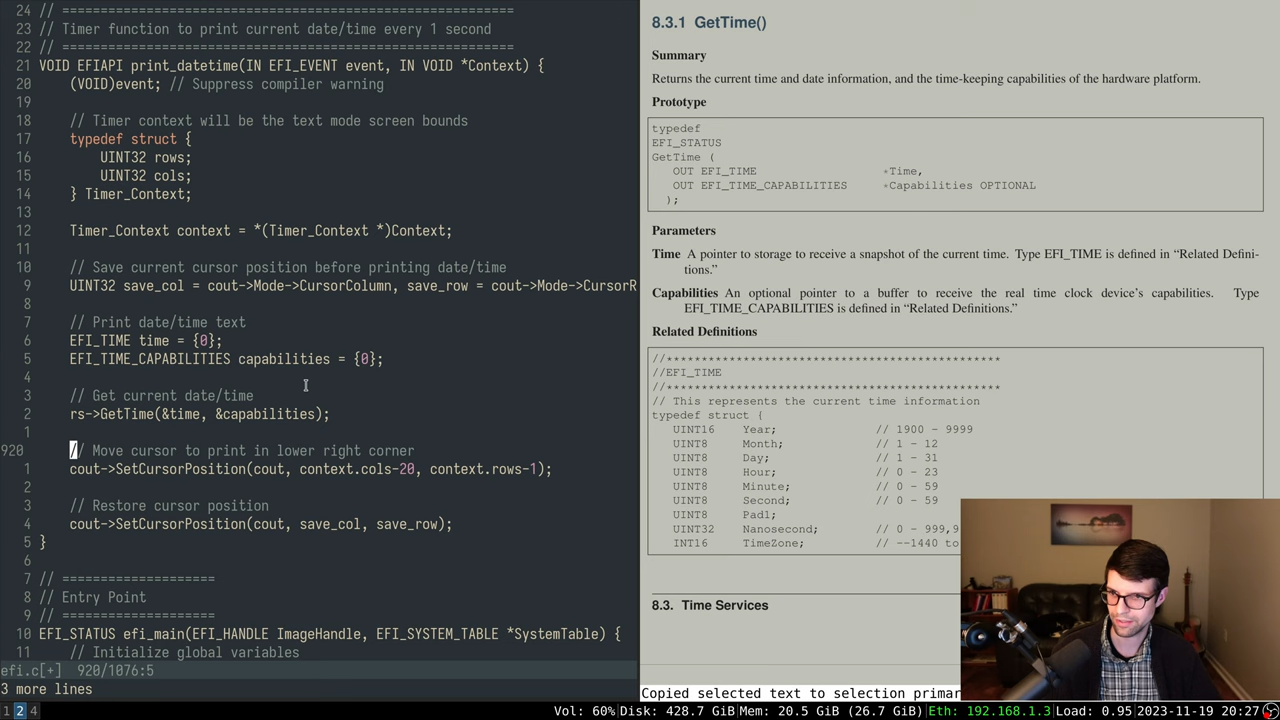 24 // ===========================================================
23 // Timer function to print current date/time every 1 second
22 // ===========================================================
21 VOID EFIAPI print_datetime(IN EFI_EVENT event, IN VOID *Context) {
20     (VOID)event; // Suppress compiler warning
19
18     // Timer context will be the text mode screen bounds
17     typedef struct {
16         UINT32 rows;
15         UINT32 cols;
14     } Timer_Context;
13
12     Timer_Context context = *(Timer_Context *)Context;
11
10     // Save current cursor position before printing date/time
9     UINT32 save_col = cout->Mode->CursorColumn, save_row = cout->Mode->CursorR
8
7     // Print date/time text
6     EFI_TIME time = {0};
5     EFI_TIME_CAPABILITIES capabilities = {0};
4
3     // Get current date/time
2     rs->GetTime(&time, &capabilities);
1
920     // Move cursor to print in lower right corner
1     cout->SetCursorPosition(cout, context.cols-20, context.rows-1);
2
3     // Restore cursor position
4     cout->SetCursorPosition(cout, save_col, save_row);
5 }
6
7 // ====================
8 // Entry Point
9 // ====================
10 EFI_STATUS efi_main(EFI_HANDLE ImageHandle, EFI_SYSTEM_TABLE *SystemTable) {
11     // Initialize global variables
efi.c[+]  920/1076:5
3 more lines
8.3.1 GetTime()
Summary
Returns the current time and date information, and the time-keeping capabilities of the hardware platform.
Prototype
typedef
EFI_STATUS
GetTime (
   OUT EFI_TIME                  *Time,
   OUT EFI_TIME_CAPABILITIES     *Capabilities OPTIONAL
  );
Parameters
Time A pointer to storage to receive a snapshot of the current time. Type EFI_TIME is defined in “Related Defini-
tions.”
Capabilities An optional pointer to a buffer to receive the real time clock device’s capabilities. Type
EFI_TIME_CAPABILITIES is defined in “Related Definitions.”
Related Definitions
//************************************************
//EFI_TIME
//************************************************
// This represents the current time information
typedef struct {
   UINT16    Year;            // 1900 - 9999
   UINT8     Month;           // 1 - 12
   UINT8     Day;             // 1 - 31
   UINT8     Hour;            // 0 - 23
   UINT8     Minute;          // 0 - 59
   UINT8     Second;          // 0 - 59
   UINT8     Pad1;
   UINT32    Nanosecond;      // 0 - 999,9
   INT16     TimeZone;        // --1440 to
8.3. Time Services
Copied selected text to selection primar
1 2 4
Vol: 60%|Disk: 428.7 GiB|Mem: 20.5 GiB (26.7 GiB)|Eth: 192.168.1.3|Load: 0.95 2023-11-19 20:27